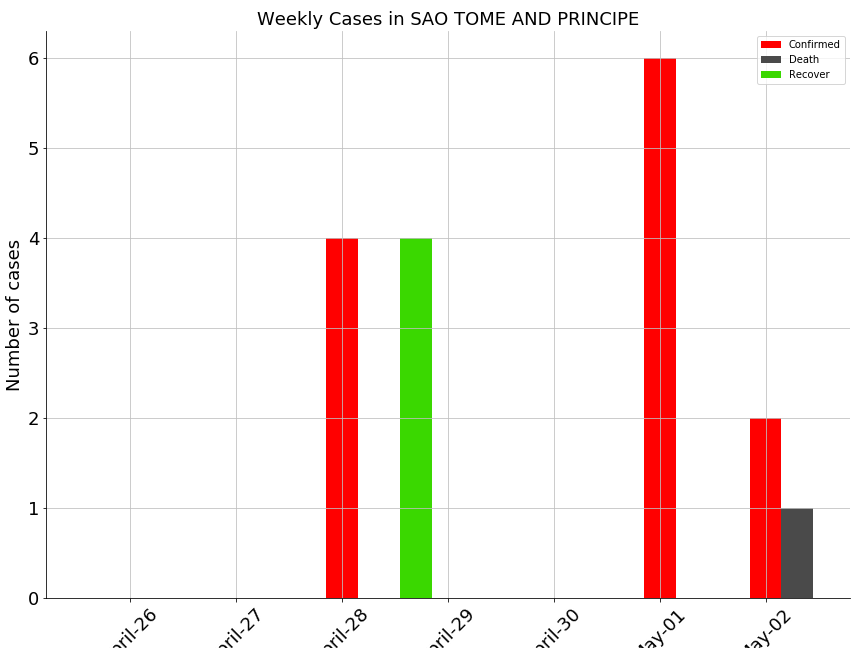 Weekly Cases in SAO TOME AND PRINCIPE
Confirmed
Death
Recover
Number of cases
6
5
4
3
2
1
0
pril-26
pril-27
pril-28
pril-29
pril-30
May-01
May-02